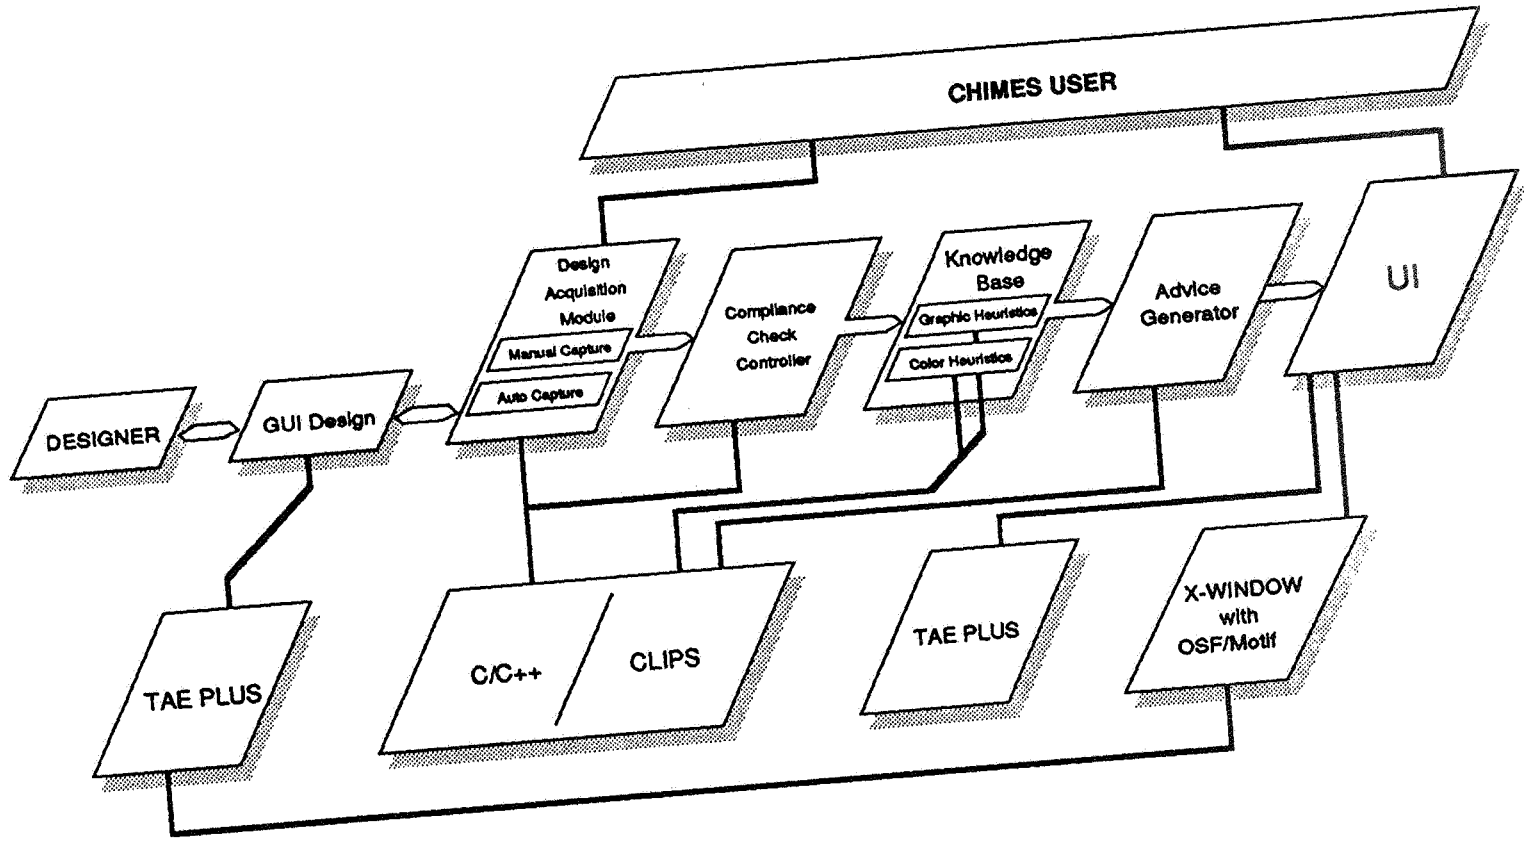 CHIMES USER
Design
Acquisition
Module
Manual Capture
Auto Capture
Compliance
Check
Controller
Knowledge
Base
Graphic Heuristics
Color Heuristics
Advice
Generator
UI
DESIGNER
GUI Design
TAE PLUS
C/C++
CLIPS
TAE PLUS
X-WINDOW
with
OSF/Motif